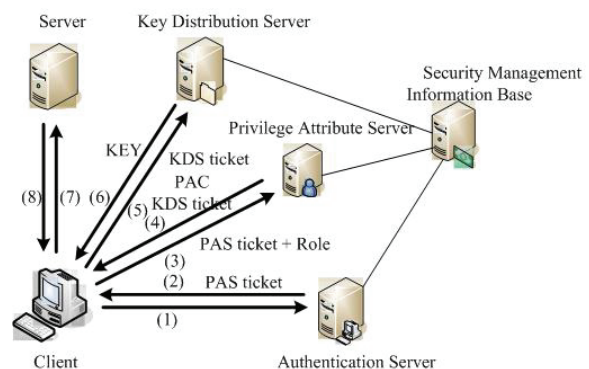 Server
Key Distribution Server
Security Management
Information Base
Privilege Attribute Server
KEY
KDS ticket
PAC
KDS ticket
(8)
(7)
(6)
(5)
(4)
PAS ticket + Role
(3)
(2)
PAS ticket
(1)
Client
Authentication Server